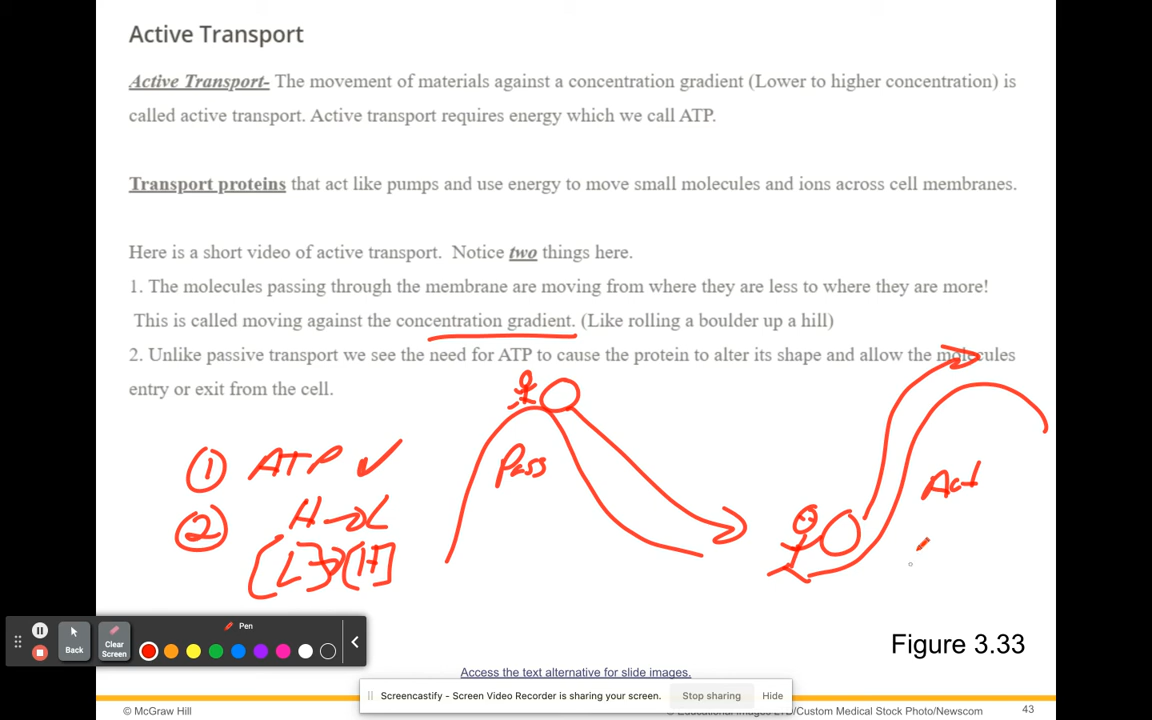 Active Transport
Active Transport- The movement of materials against a concentration gradient (Lower to higher concentration) is
called active transport. Active transport requires energy which we call ATP.
Transport proteins that act like pumps and use energy to move small molecules and ions across cell membranes.
Here is a short video of active transport.  Notice two things here.
1. The molecules passing through the membrane are moving from where they are less to where they are more!
This is called moving against the concentration gradient. (Like rolling a boulder up a hill)
2. Unlike passive transport we see the need for ATP to cause the protein to alter its shape and allow the molecules
entry or exit from the cell.
① ATP ✓
Pass
Act
② H→L
[L]→[H]
Pen
Back
Clear
Screen
Figure 3.33
Access the text alternative for slide images.
Screencastify - Screen Video Recorder is sharing your screen.
Stop sharing
Hide
© McGraw Hill
/Custom Medical Stock Photo/Newscom
43